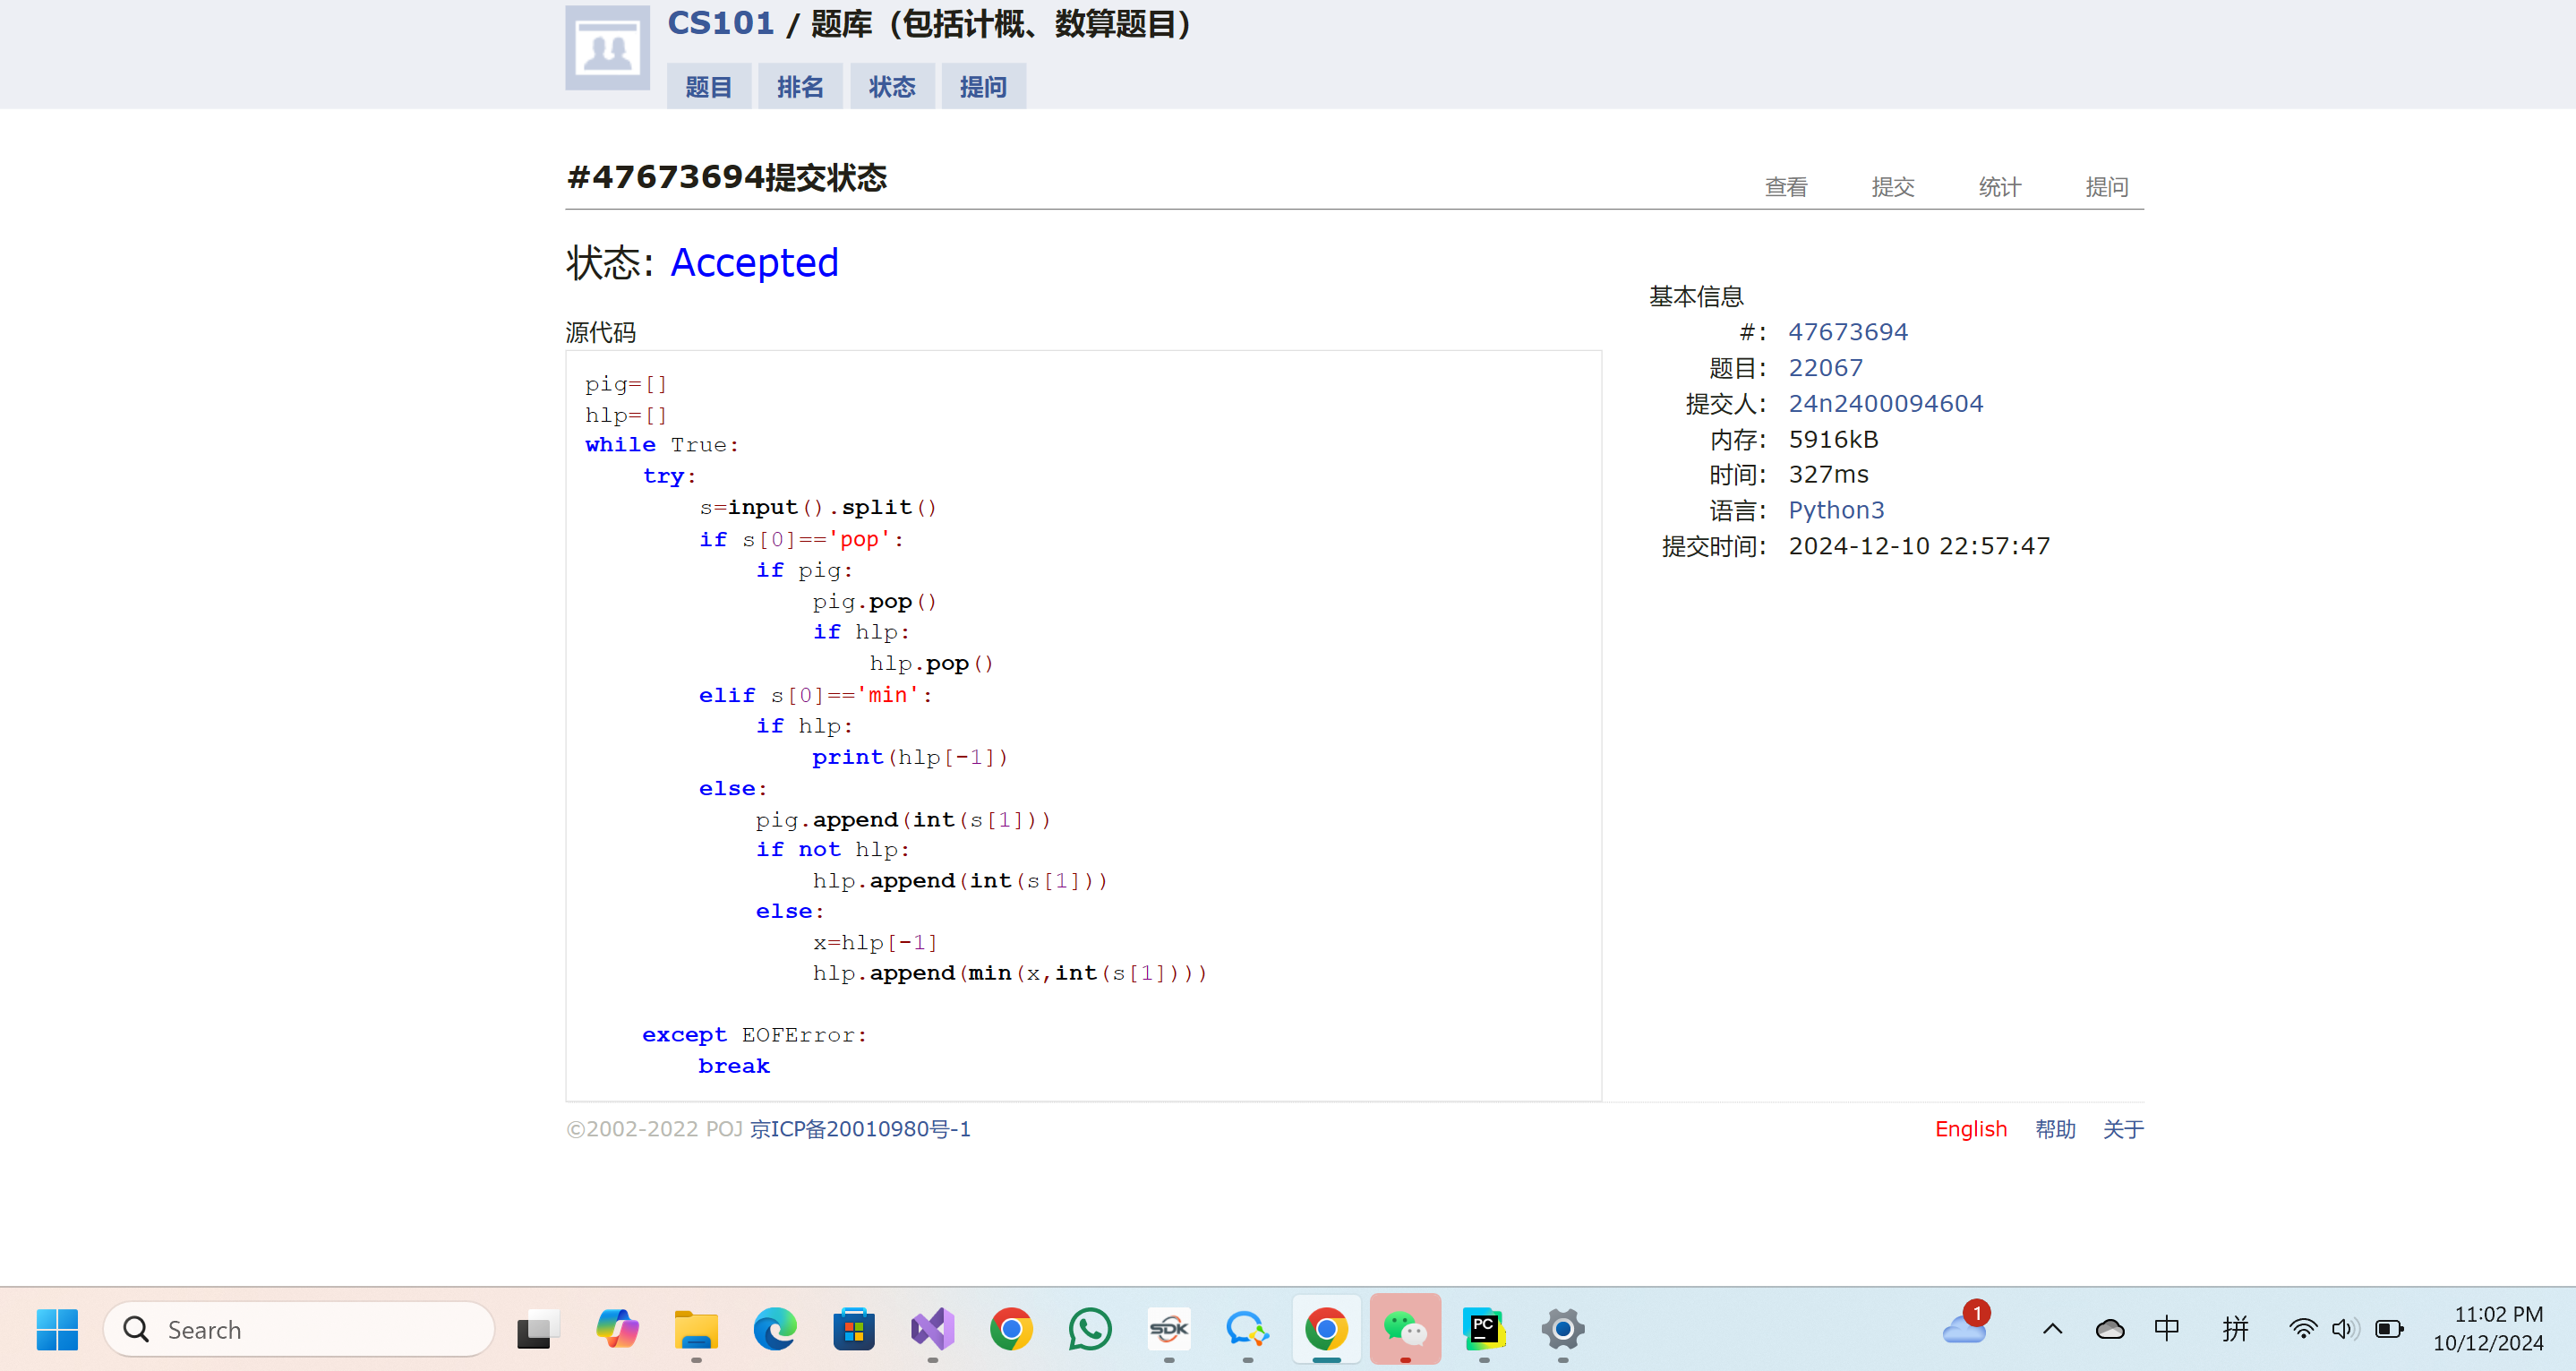 CS101 / 题库（包括计概、数算题目）
题目 排名 状态 提问
#47673694提交状态
查看 提交 统计 提问
状态: Accepted
源代码
pig=[]
hlp=[]
while True:
    try:
        s=input().split()
        if s[0]=='pop':
            if pig:
                pig.pop()
                if hlp:
                    hlp.pop()
        elif s[0]=='min':
            if hlp:
                print(hlp[-1])
        else:
            pig.append(int(s[1]))
            if not hlp:
                hlp.append(int(s[1]))
            else:
                x=hlp[-1]
                hlp.append(min(x,int(s[1])))
    except EOFError:
        break
基本信息
#: 47673694
题目: 22067
提交人: 24n2400094604
内存: 5916kB
时间: 327ms
语言: Python3
提交时间: 2024-12-10 22:57:47
©2002-2022 POJ 京ICP备20010980号-1
English 帮助 关于
Search
SDK
PC
1
中
拼
11:02 PM
10/12/2024